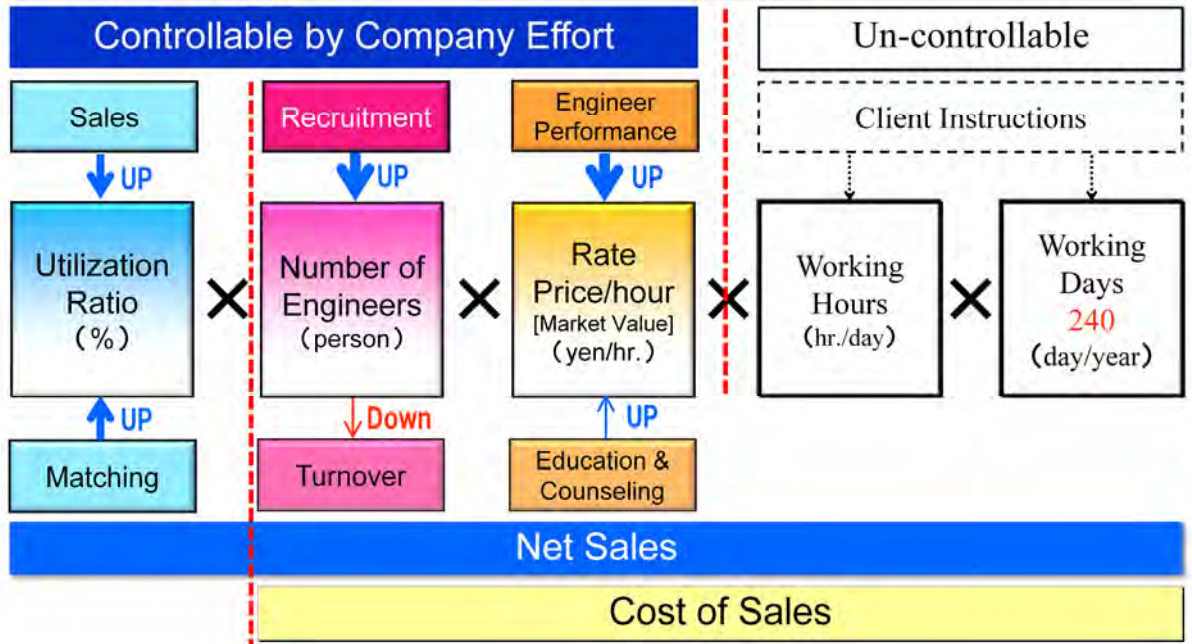 Controllable by Company Effort
Un-controllable
Sales
Recruitment
Engineer
Performance
Client Instructions
UP
UP
UP
Utilization
Ratio
(%)
×
Number of
Engineers
(person)
×
Rate
Price/hour
[Market Value]
(yen/hr.)
×
Working
Hours
(hr./day)
×
Working
Days
240
(day/year)
UP
Down
UP
Matching
Turnover
Education &
Counseling
Net Sales
Cost of Sales